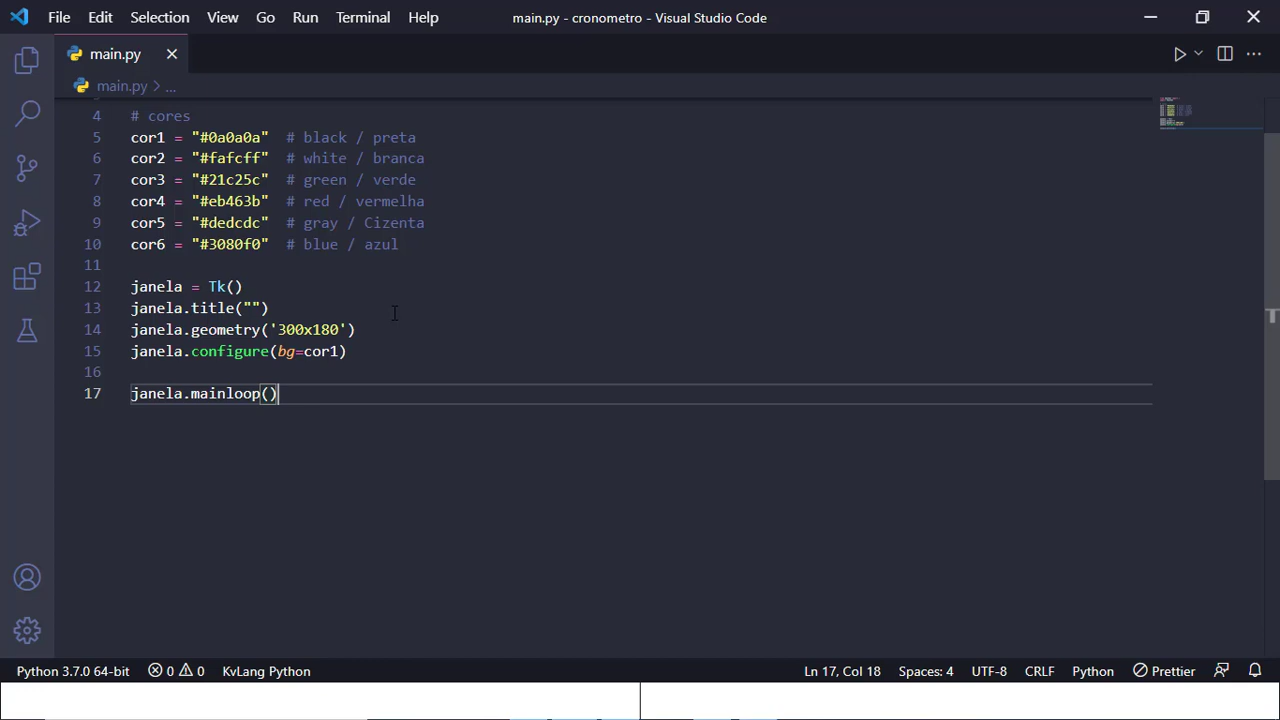 File Edit Selection View Go Run Terminal Help main.py - cronometro - Visual Studio Code
main.py
main.py > ...
4 # cores
5 cor1 = "#0a0a0a" # black / preta
6 cor2 = "#fafcff" # white / branca
7 cor3 = "#21c25c" # green / verde
8 cor4 = "#eb463b" # red / vermelha
9 cor5 = "#dedcdc" # gray / Cizenta
10 cor6 = "#3080f0" # blue / azul
11
12 janela = Tk()
13 janela.title("")
14 janela.geometry('300x180')
15 janela.configure(bg=cor1)
16
17 janela.mainloop()
Python 3.7.0 64-bit 0 0 KvLang Python Ln 17, Col 18 Spaces: 4 UTF-8 CRLF Python Prettier